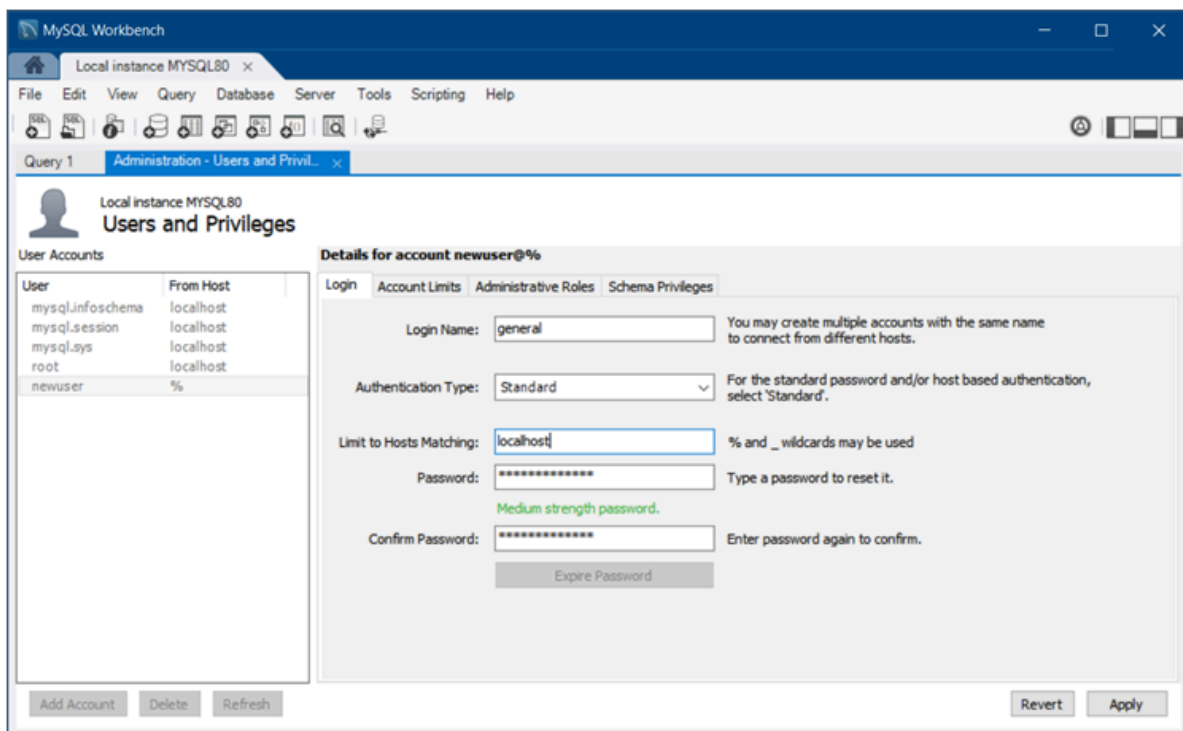 MySQL Workbench
Local instance MYSQL80
File Edit View Query Database Server Tools Scripting Help
Query 1 Administration - Users and Privil...
Local instance MYSQL80
Users and Privileges
User Accounts
User From Host
mysql.infoschema localhost
mysql.session localhost
mysql.sys localhost
root localhost
newuser %
Add Account Delete Refresh
Details for account newuser@%
Login Account Limits Administrative Roles Schema Privileges
Login Name: general You may create multiple accounts with the same name
to connect from different hosts.
Authentication Type: Standard For the standard password and/or host based authentication,
select 'Standard'.
Limit to Hosts Matching: localhost % and _ wildcards may be used
Password: ************* Type a password to reset it.
Medium strength password.
Confirm Password: ************* Enter password again to confirm.
Expire Password
Revert Apply